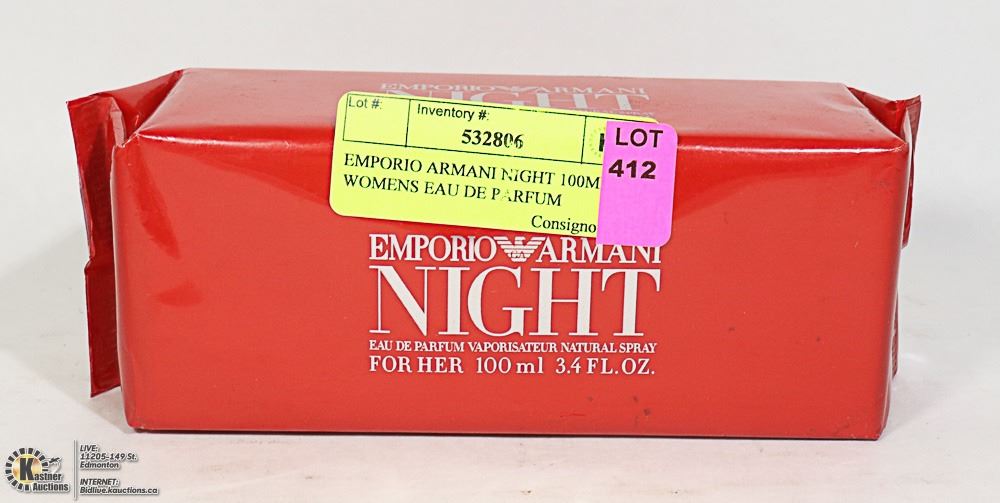 EMPORIO ARMANI
NIGHT
Lot #:
Inventory #:
532806
LOT
412
EMPORIO ARMANI NIGHT 100M
WOMENS EAU DE PARFUM
Consigno
EMPORIO ARMANI
NIGHT
EAU DE PARFUM VAPORISATEUR NATURAL SPRAY
FOR HER 100 ml 3.4 FL.OZ.
Kastner
Auctions
LIVE:
11205-149 St.
Edmonton
INTERNET:
Bidlive.kauctions.ca